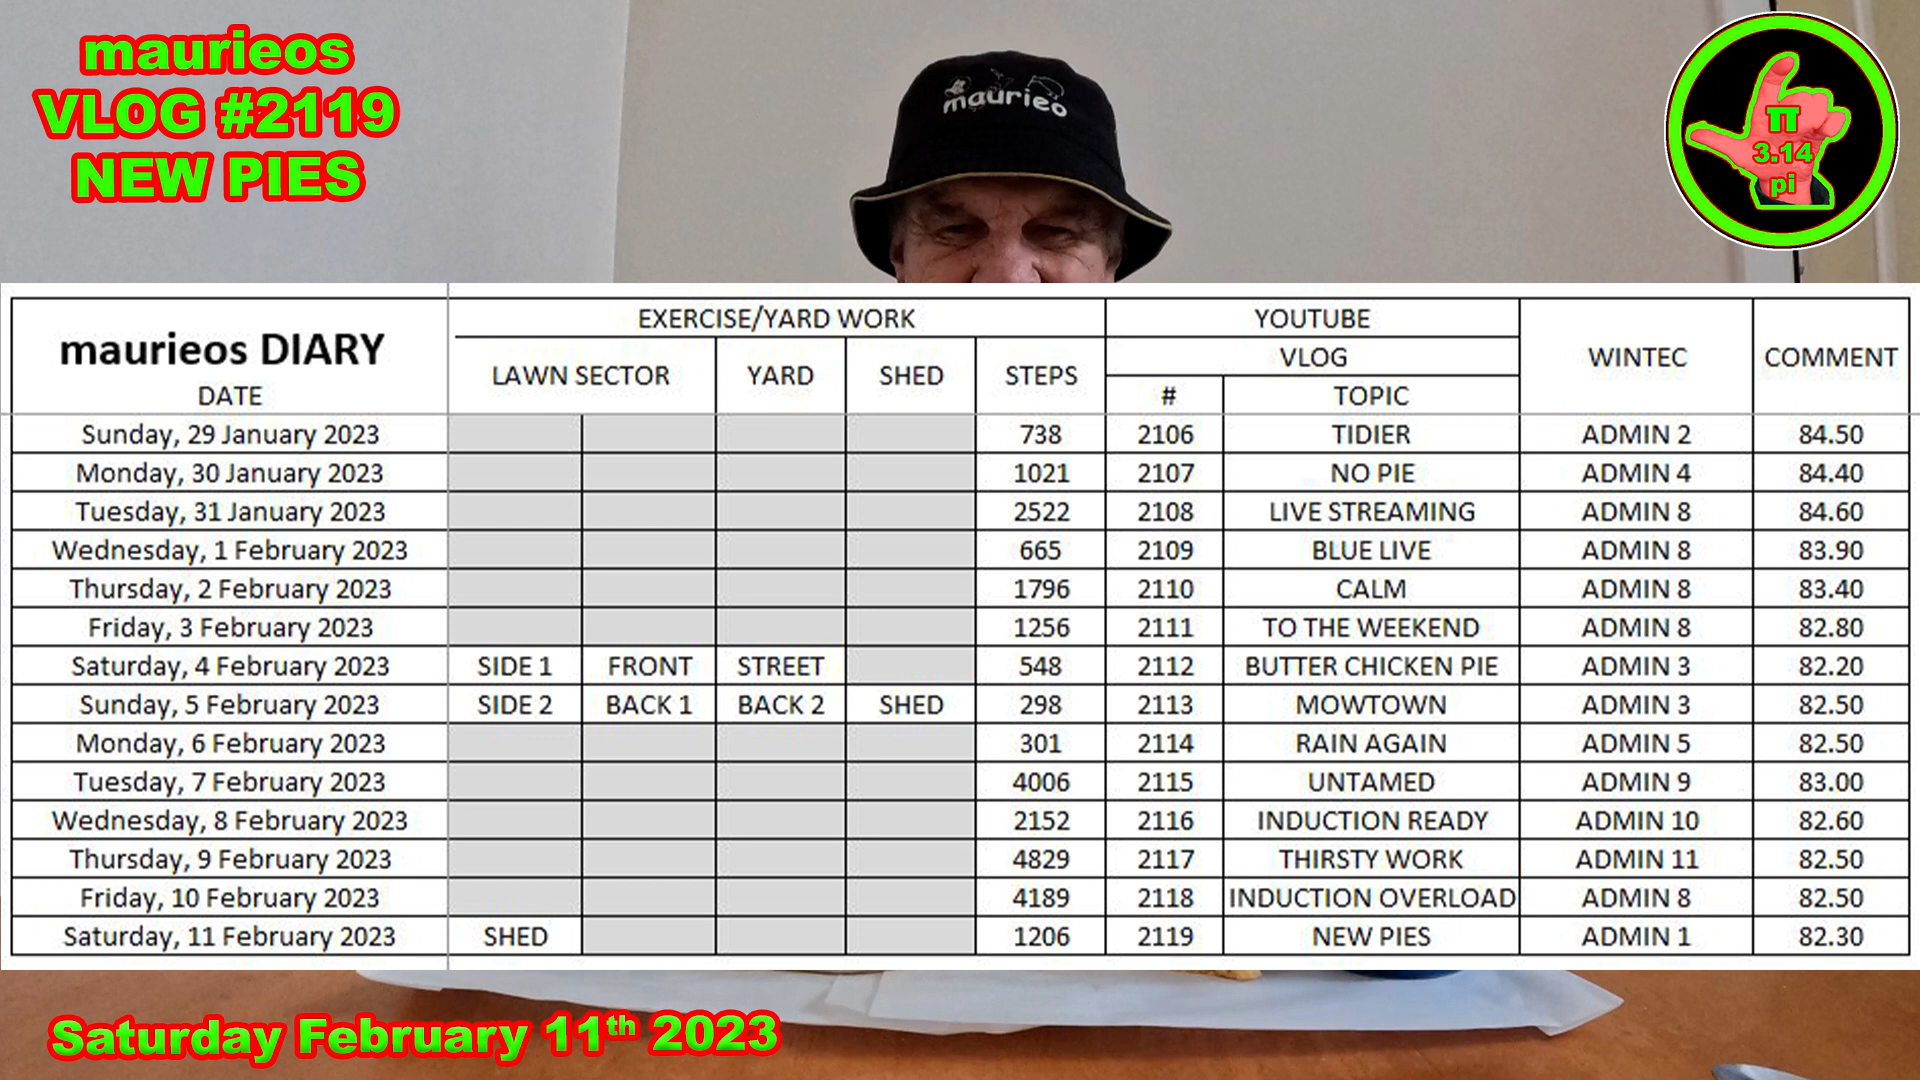 maurieos
VLOG #2119
NEW PIES
maurieo
π
3.14
pi
maurieos DIARY
DATE
EXERCISE/YARD WORK
LAWN SECTOR YARD SHED STEPS
YOUTUBE
VLOG
# TOPIC
WINTEC
COMMENT
Sunday, 29 January 2023 738 2106 TIDIER ADMIN 2 84.50
Monday, 30 January 2023 1021 2107 NO PIE ADMIN 4 84.40
Tuesday, 31 January 2023 2522 2108 LIVE STREAMING ADMIN 8 84.60
Wednesday, 1 February 2023 665 2109 BLUE LIVE ADMIN 8 83.90
Thursday, 2 February 2023 1796 2110 CALM ADMIN 8 83.40
Friday, 3 February 2023 1256 2111 TO THE WEEKEND ADMIN 8 82.80
Saturday, 4 February 2023 SIDE 1 FRONT STREET 548 2112 BUTTER CHICKEN PIE ADMIN 3 82.20
Sunday, 5 February 2023 SIDE 2 BACK 1 BACK 2 SHED 298 2113 MOWTOWN ADMIN 3 82.50
Monday, 6 February 2023 301 2114 RAIN AGAIN ADMIN 5 82.50
Tuesday, 7 February 2023 4006 2115 UNTAMED ADMIN 9 83.00
Wednesday, 8 February 2023 2152 2116 INDUCTION READY ADMIN 10 82.60
Thursday, 9 February 2023 4829 2117 THIRSTY WORK ADMIN 11 82.50
Friday, 10 February 2023 4189 2118 INDUCTION OVERLOAD ADMIN 8 82.50
Saturday, 11 February 2023 SHED 1206 2119 NEW PIES ADMIN 1 82.30
Saturday February 11th 2023